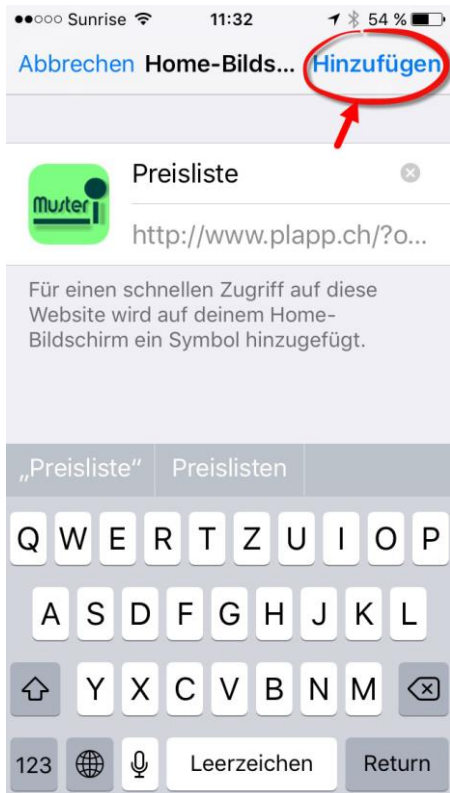 Sunrise 11:32 54 %
Abbrechen Home-Bilds... Hinzufügen
Muster i
Preisliste
http://www.plapp.ch/?o...
Für einen schnellen Zugriff auf diese
Website wird auf deinem Home-
Bildschirm ein Symbol hinzugefügt.
„Preisliste“ Preislisten
Q W E R T Z U I O P
A S D F G H J K L
Y X C V B N M
123 Leerzeichen Return